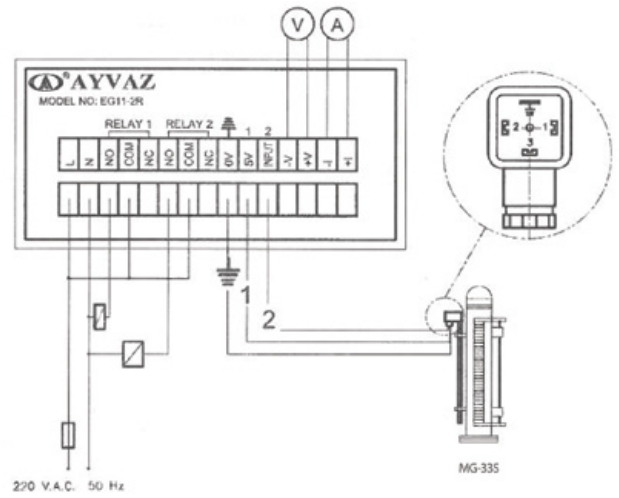 V A
AYVAZ
MODEL NO: EG11-2R
RELAY 1 RELAY 2 1 2
L N NO COM NC NO COM NC 0V 5V INPUT -V +V -I +I
2 1
3
1
2
MG-33S
220 V.A.C. 50 Hz